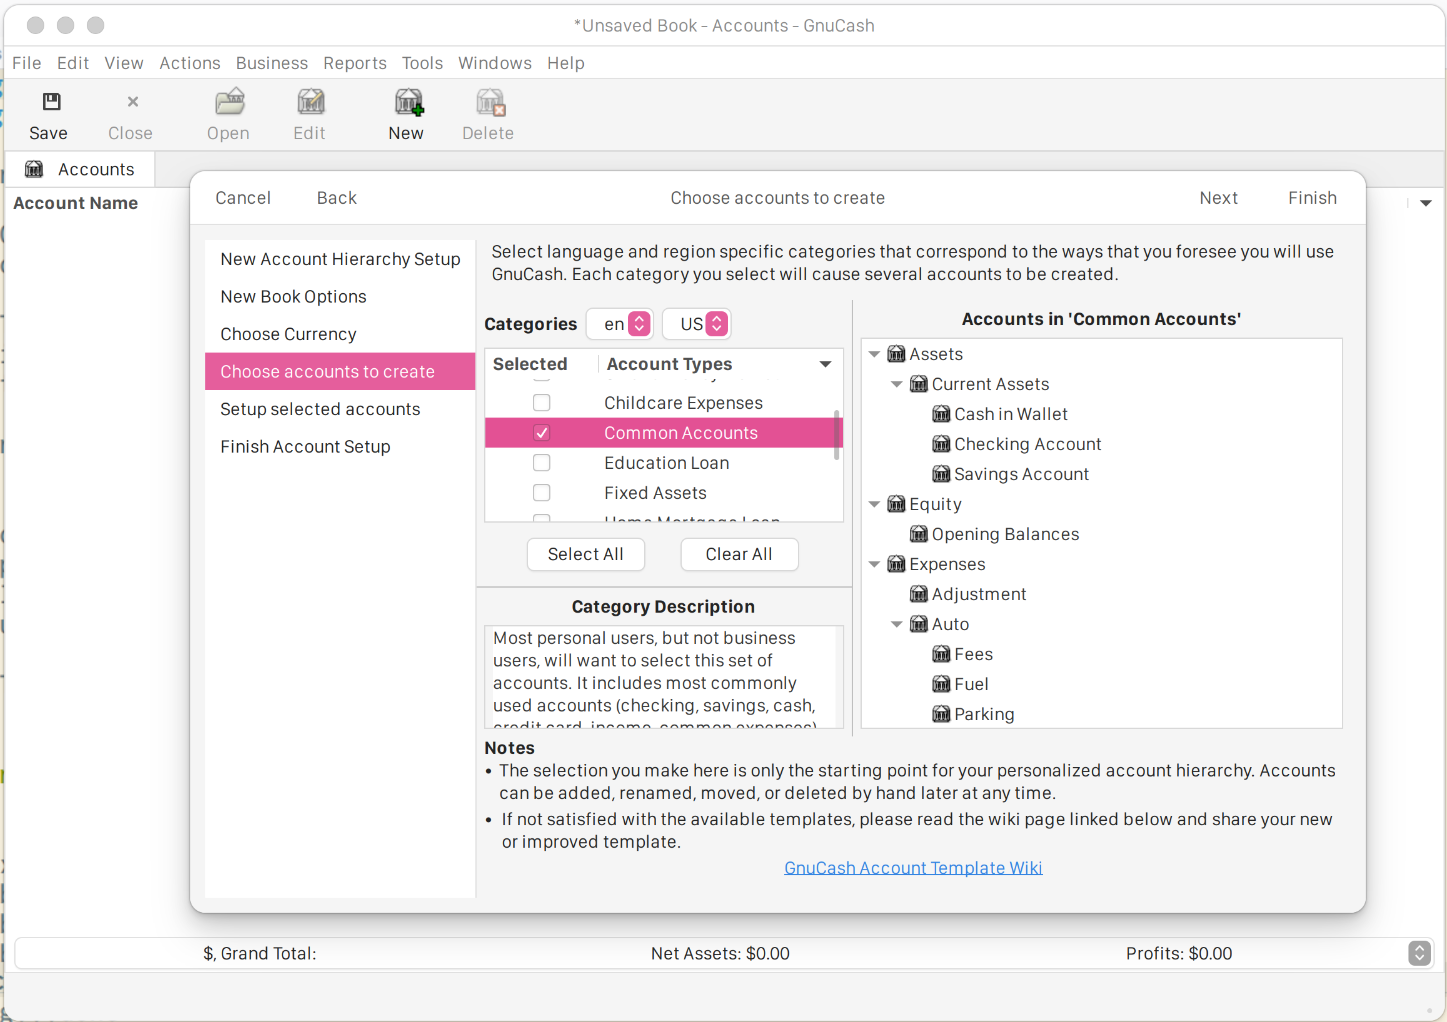 *Unsaved Book - Accounts - GnuCash
File Edit View Actions Business Reports Tools Windows Help
Save Close Open Edit New Delete
Accounts
Account Name
Cancel Back Choose accounts to create Next Finish
New Account Hierarchy Setup
New Book Options
Choose Currency
Choose accounts to create
Setup selected accounts
Finish Account Setup
Select language and region specific categories that correspond to the ways that you foresee you will use
GnuCash. Each category you select will cause several accounts to be created.
Categories en US
Selected Account Types
Childcare Expenses
Common Accounts
Education Loan
Fixed Assets
Home Mortgage Loan
Select All Clear All
Category Description
Most personal users, but not business
users, will want to select this set of
accounts. It includes most commonly
used accounts (checking, savings, cash,
credit card, income, common expenses)
Accounts in 'Common Accounts'
Assets
Current Assets
Cash in Wallet
Checking Account
Savings Account
Equity
Opening Balances
Expenses
Adjustment
Auto
Fees
Fuel
Parking
Notes
• The selection you make here is only the starting point for your personalized account hierarchy. Accounts
can be added, renamed, moved, or deleted by hand later at any time.
• If not satisfied with the available templates, please read the wiki page linked below and share your new
or improved template.
GnuCash Account Template Wiki
$, Grand Total: Net Assets: $0.00 Profits: $0.00